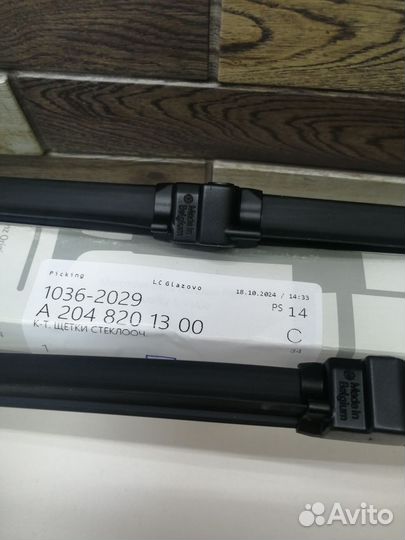 Made in
Belgium
Picking
LC Glazovo
18.10.2024 / 14:33
1036-2029
PS 14
A 204 820 13 00
C
К-Т. ЩЕТКИ СТЕКЛООЧ.
Made in
Belgium
Avito